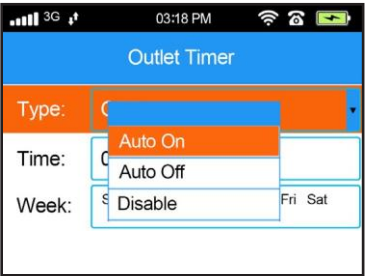 3G 03:18 PM
Outlet Timer
Type:
Auto On
Time:
Auto Off
Week: S Disable Fri Sat